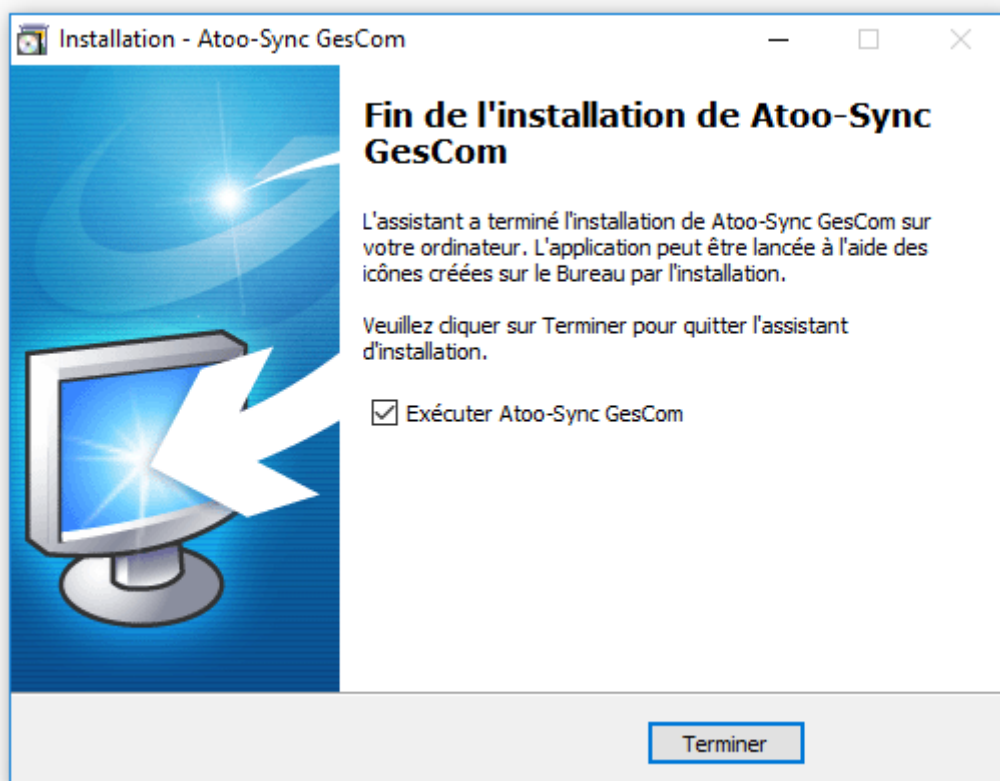 Installation - Atoo-Sync GesCom
Fin de l'installation de Atoo-Sync
GesCom
L'assistant a terminé l'installation de Atoo-Sync GesCom sur
votre ordinateur. L'application peut être lancée à l'aide des
icônes créées sur le Bureau par l'installation.
Veuillez cliquer sur Terminer pour quitter l'assistant
d'installation.
Exécuter Atoo-Sync GesCom
Terminer